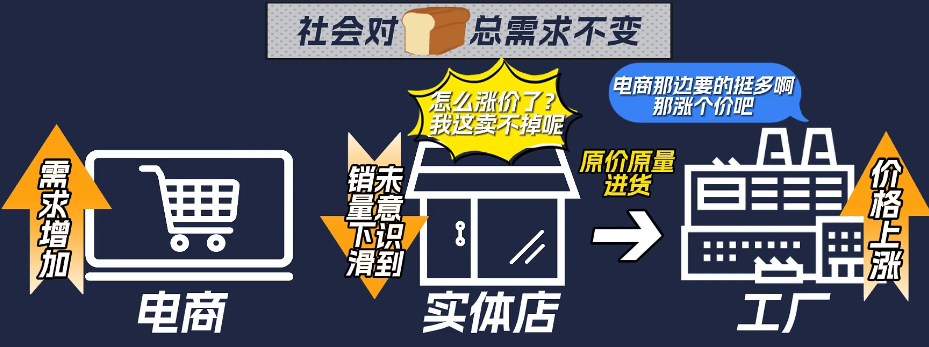 社会对总需求不变
怎么涨价了？
我这卖不掉呢
电商那边要的挺多啊
那涨个价吧
需求增加
未意识到
销量下滑
原价原量
进货
价格上涨
电商
实体店
工厂